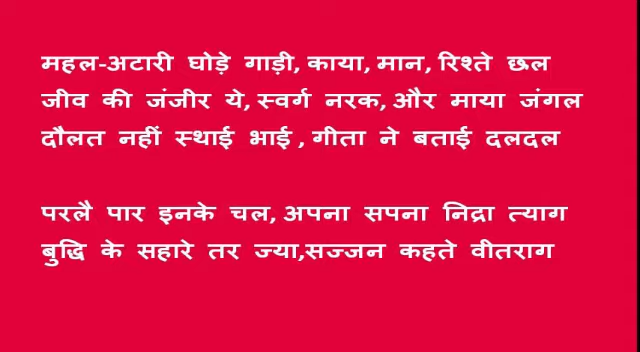 महल-अटारी घोड़े गाड़ी, काया, मान, रिश्ते छल
जीव की जंजीर ये, स्वर्ग नरक, और माया जंगल
दौलत नहीं स्थाई भाई , गीता ने बताई दलदल
परलै पार इनके चल, अपना सपना निद्रा त्याग
बुद्धि के सहारे तर ज्या,सज्जन कहते वीतराग